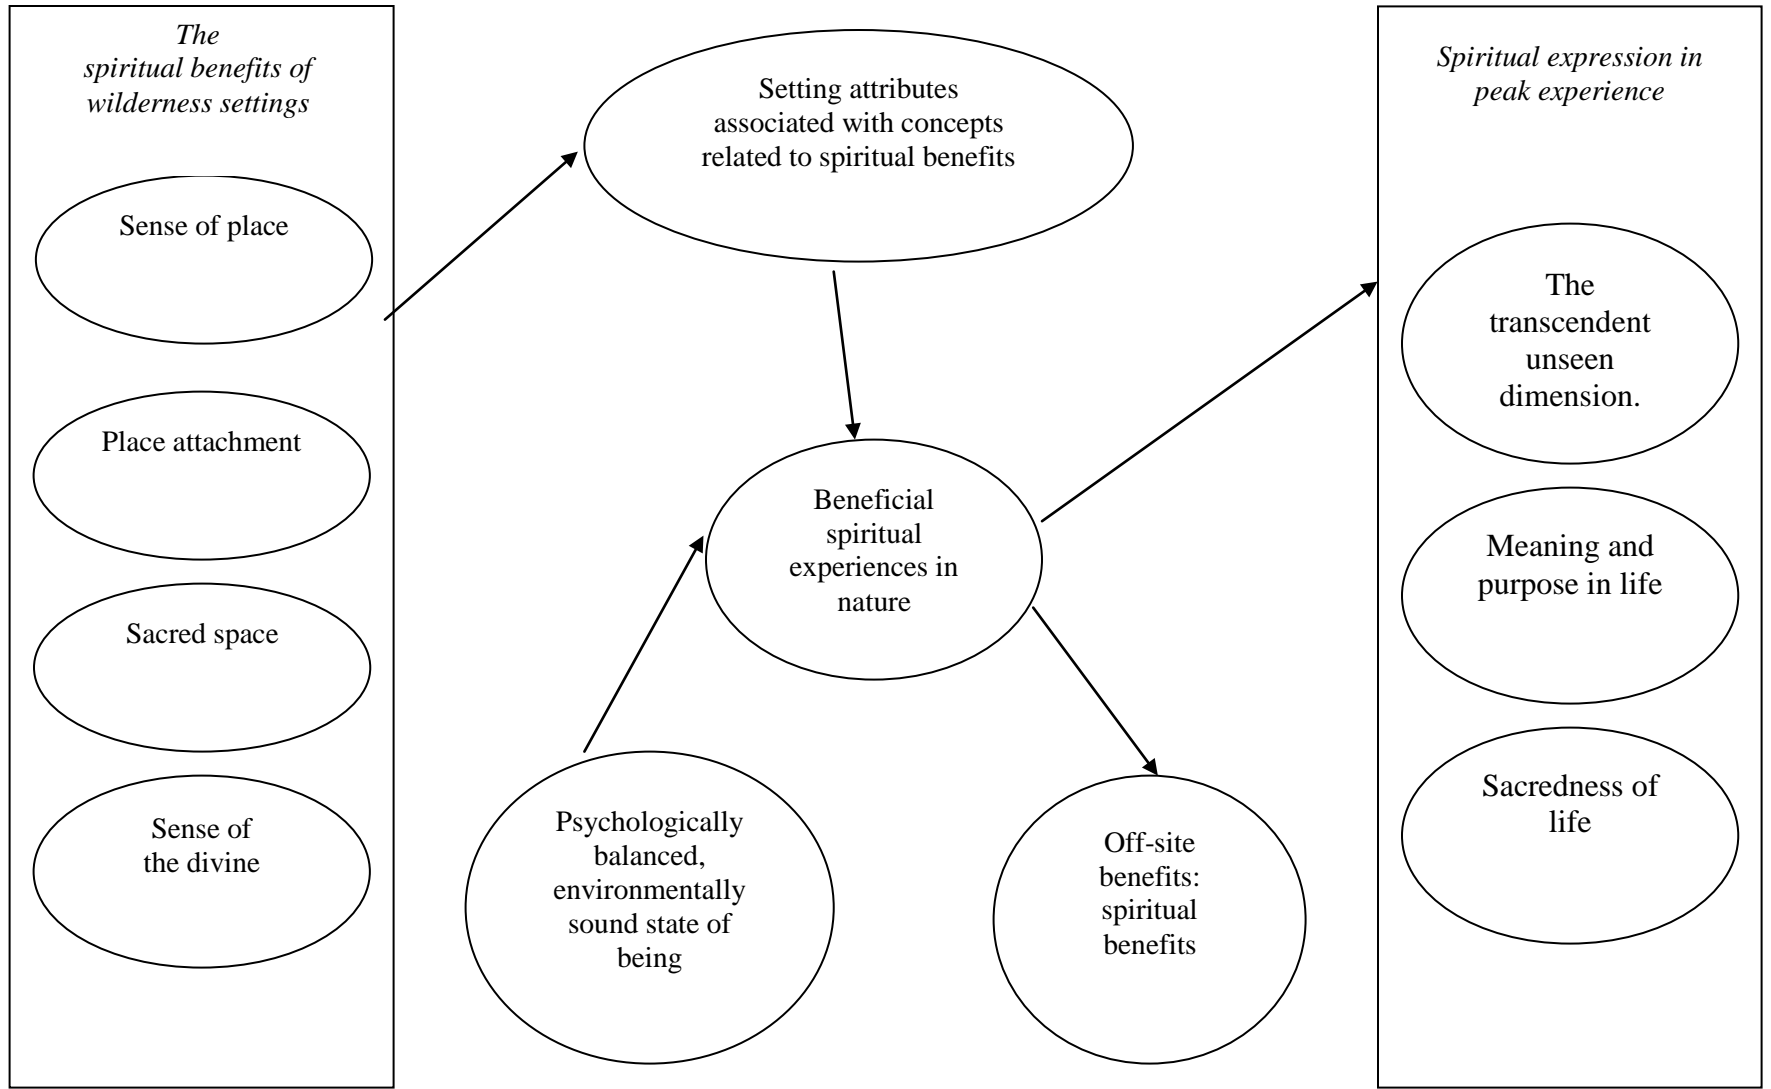 The
spiritual benefits of
wilderness settings
Sense of place
Place attachment
Sacred space
Sense of
the divine
Setting attributes
associated with concepts
related to spiritual benefits
Beneficial
spiritual
experiences in
nature
Psychologically
balanced,
environmentally
sound state of
being
Off-site
benefits:
spiritual
benefits
Spiritual expression in
peak experience
The
transcendent
unseen
dimension.
Meaning and
purpose in life
Sacredness of
life